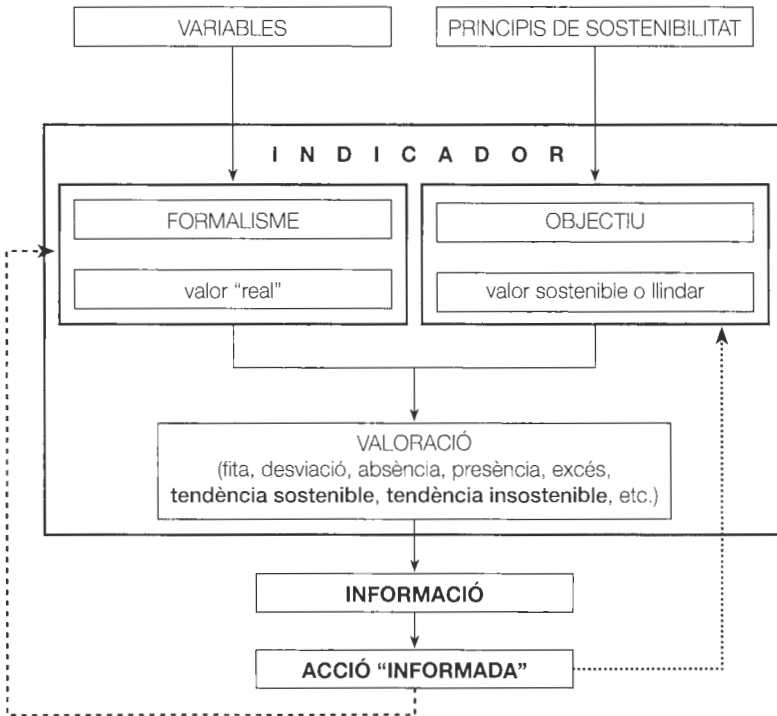 VARIABLES
PRINCIPIS DE SOSTENIBILITAT
INDICADOR
FORMALISME
OBJECTIU
valor “real”
valor sostenible o llindar
VALORACIÓ
(fita, desviació, absència, presència, excés,
tendència sostenible, tendència insostenible, etc.)
INFORMACIÓ
ACCIÓ “INFORMADA”